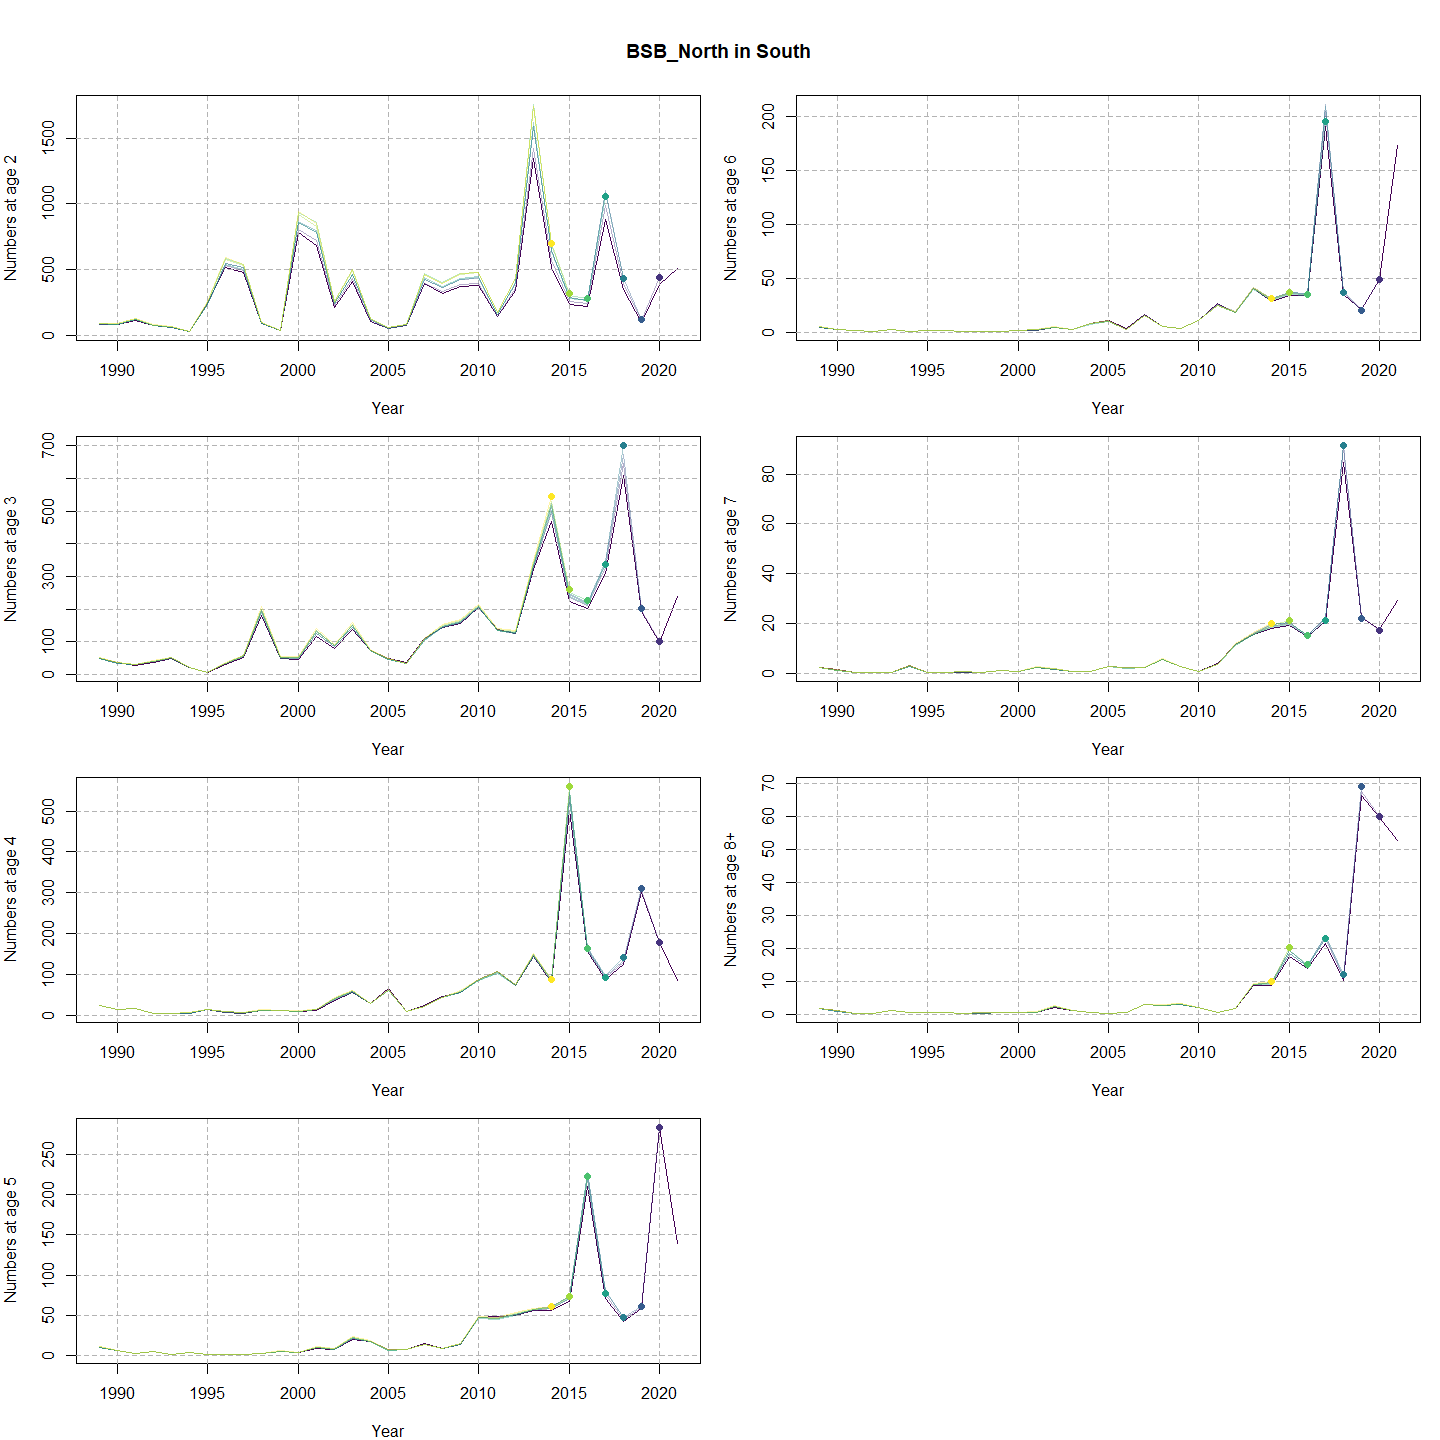 BSB_North in South
Numbers at age 2
0 500 1000 1500
1990 1995 2000 2005 2010 2015 2020
Year
Numbers at age 6
0 50 100 150 200
1990 1995 2000 2005 2010 2015 2020
Year
Numbers at age 3
0 100 300 500 700
1990 1995 2000 2005 2010 2015 2020
Year
Numbers at age 7
0 20 40 60 80
1990 1995 2000 2005 2010 2015 2020
Year
Numbers at age 4
0 100 200 300 400 500
1990 1995 2000 2005 2010 2015 2020
Year
Numbers at age 8+
0 10 20 30 40 50 60 70
1990 1995 2000 2005 2010 2015 2020
Year
Numbers at age 5
0 50 100 150 200 250
1990 1995 2000 2005 2010 2015 2020
Year